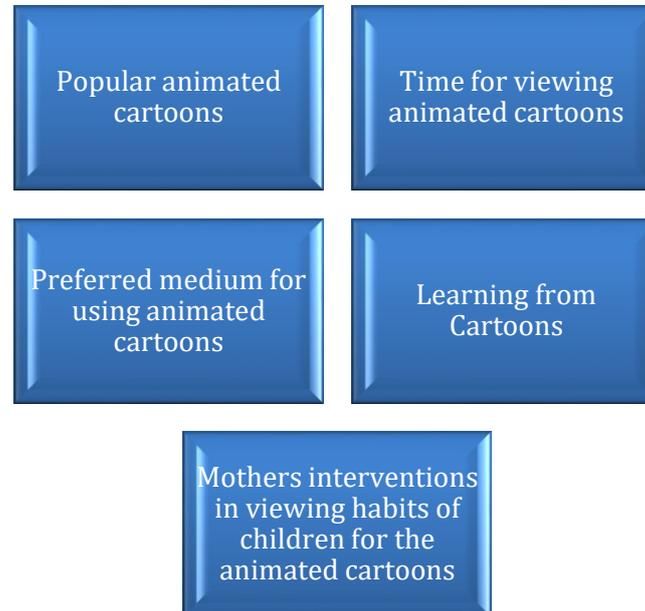 Popular animated
cartoons
Time for viewing
animated cartoons
Preferred medium for
using animated
cartoons
Learning from
Cartoons
Mothers interventions
in viewing habits of
children for the
animated cartoons